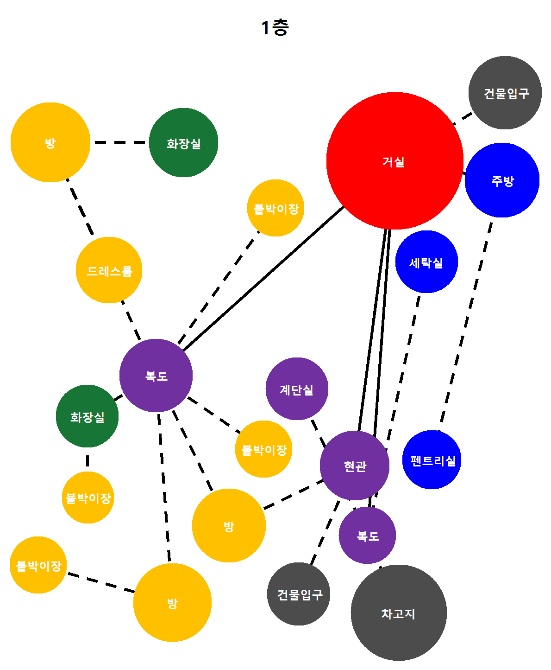 1층
건물입구
방
화장실
거실
주방
붙박이장
세탁실
드레스룸
복도
계단실
화장실
붙박이장
현관
펜트리실
붙박이장
방
복도
붙박이장
건물입구
방
차고지